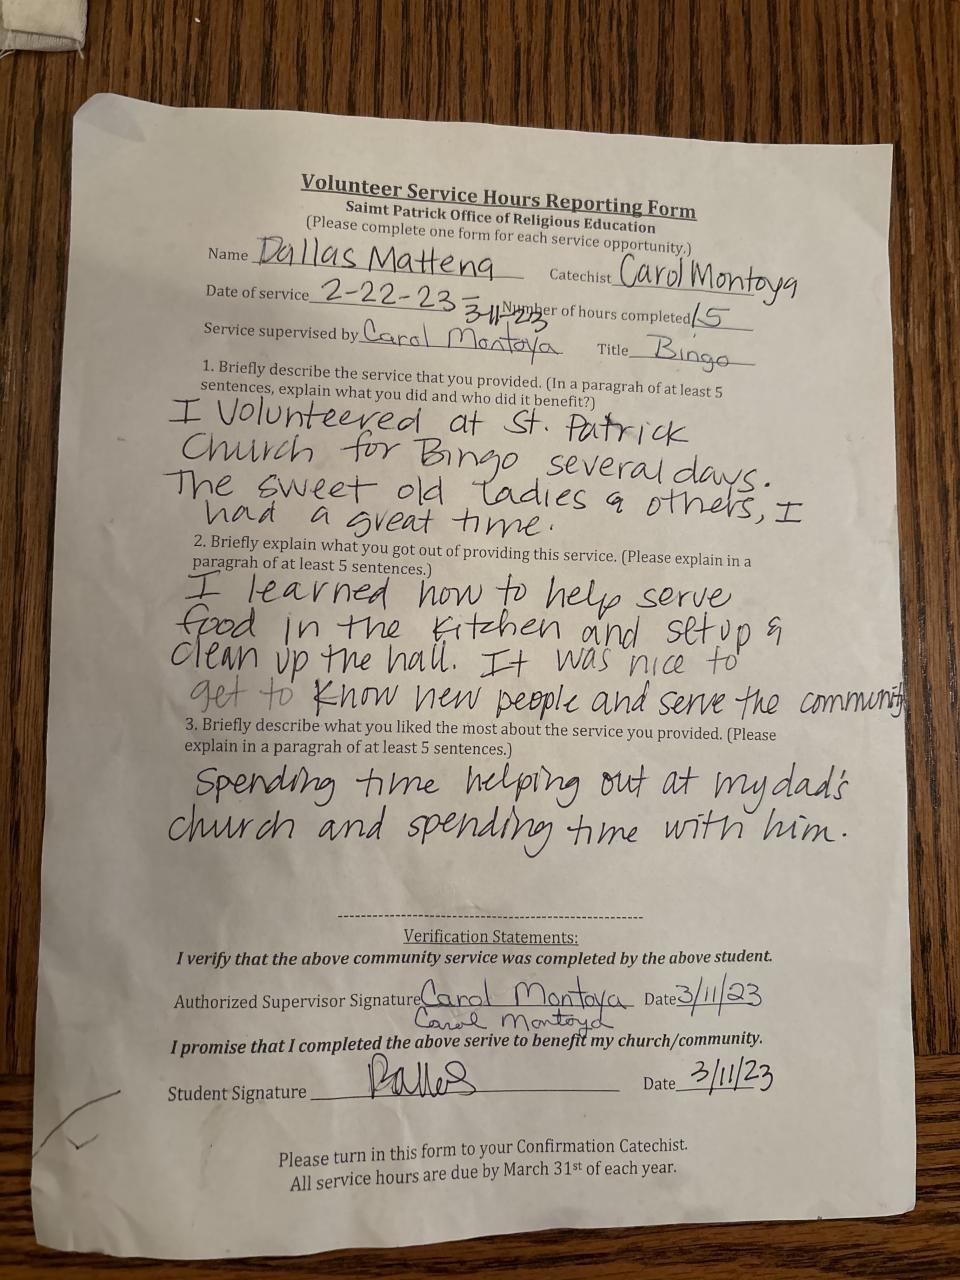 Volunteer Service Hours Reporting Form
Saimt Patrick Office of Religious Education
(Please complete one form for each service opportunity.)
Name Dallas Mattena Catechist Carol Montoya
Date of service 2-22-23 - 3-11-23 Number of hours completed 15
Service supervised by Carol Montoya Title Bingo
1. Briefly describe the service that you provided. (In a paragrah of at least 5
sentences, explain what you did and who did it benefit?)
I volunteered at St. Patrick
Church for Bingo several days.
The sweet old ladies & others, I
had a great time.
2. Briefly explain what you got out of providing this service. (Please explain in a
paragrah of at least 5 sentences.)
I learned how to help serve
food in the kitchen and setup &
clean up the hall. It was nice to
get to know new people and serve the community
3. Briefly describe what you liked the most about the service you provided. (Please
explain in a paragrah of at least 5 sentences.)
Spending time helping out at my dad's
church and spending time with him.
Verification Statements:
I verify that the above community service was completed by the above student.
Authorized Supervisor Signature Carol Montoya Date 3/11/23
Carol Montoya
I promise that I completed the above serive to benefit my church/community.
Student Signature Dallas Date 3/11/23
Please turn in this form to your Confirmation Catechist.
All service hours are due by March 31st of each year.